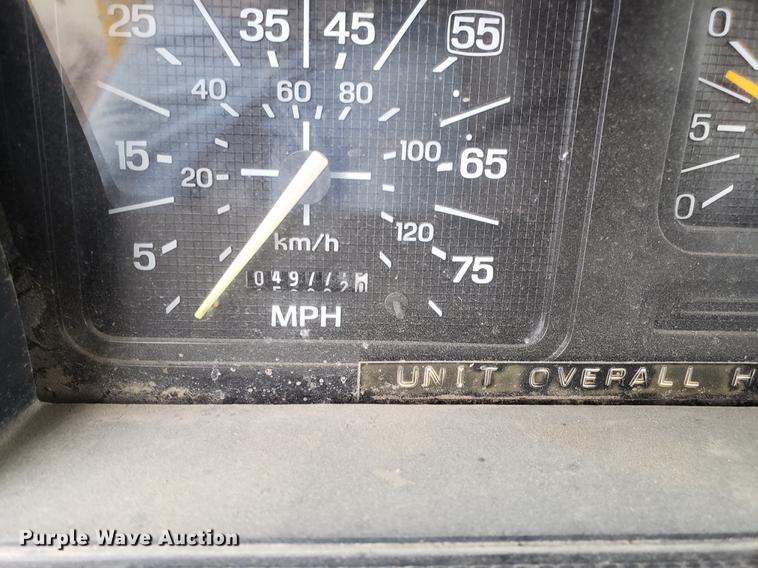 25 35 45 55 0
40 60 80
5
15 20 100 65
0
120
5 km/h 75
MPH
UNIT OVERALL H
Purple Wave Auction